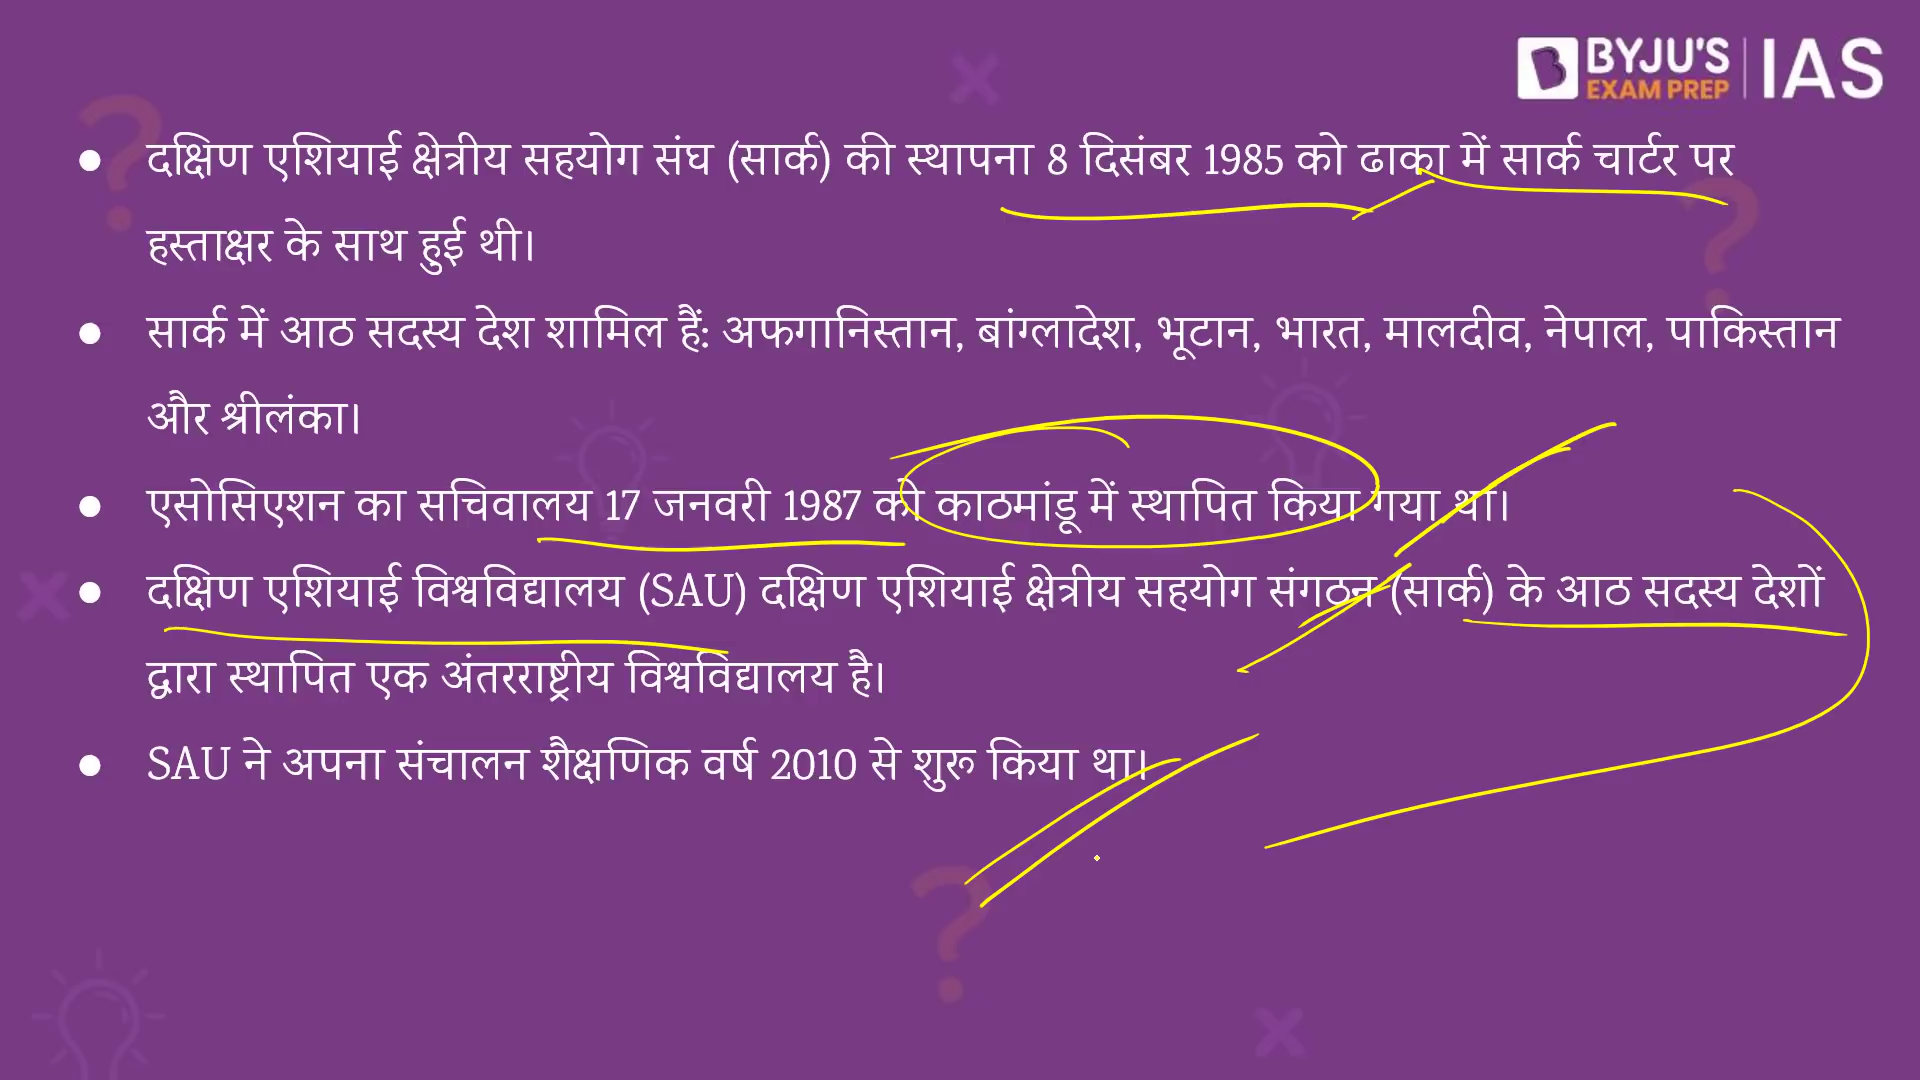 BYJU'S
EXAM PREP
IAS
● दक्षिण एशियाई क्षेत्रीय सहयोग संघ (सार्क) की स्थापना 8 दिसंबर 1985 को ढाका में सार्क चार्टर पर
हस्ताक्षर के साथ हुई थी।
● सार्क में आठ सदस्य देश शामिल हैं: अफगानिस्तान, बांग्लादेश, भूटान, भारत, मालदीव, नेपाल, पाकिस्तान
और श्रीलंका।
● एसोसिएशन का सचिवालय 17 जनवरी 1987 को काठमांडू में स्थापित किया गया था।
● दक्षिण एशियाई विश्वविद्यालय (SAU) दक्षिण एशियाई क्षेत्रीय सहयोग संगठन (सार्क) के आठ सदस्य देशों
द्वारा स्थापित एक अंतरराष्ट्रीय विश्वविद्यालय है।
● SAU ने अपना संचालन शैक्षणिक वर्ष 2010 से शुरू किया था।